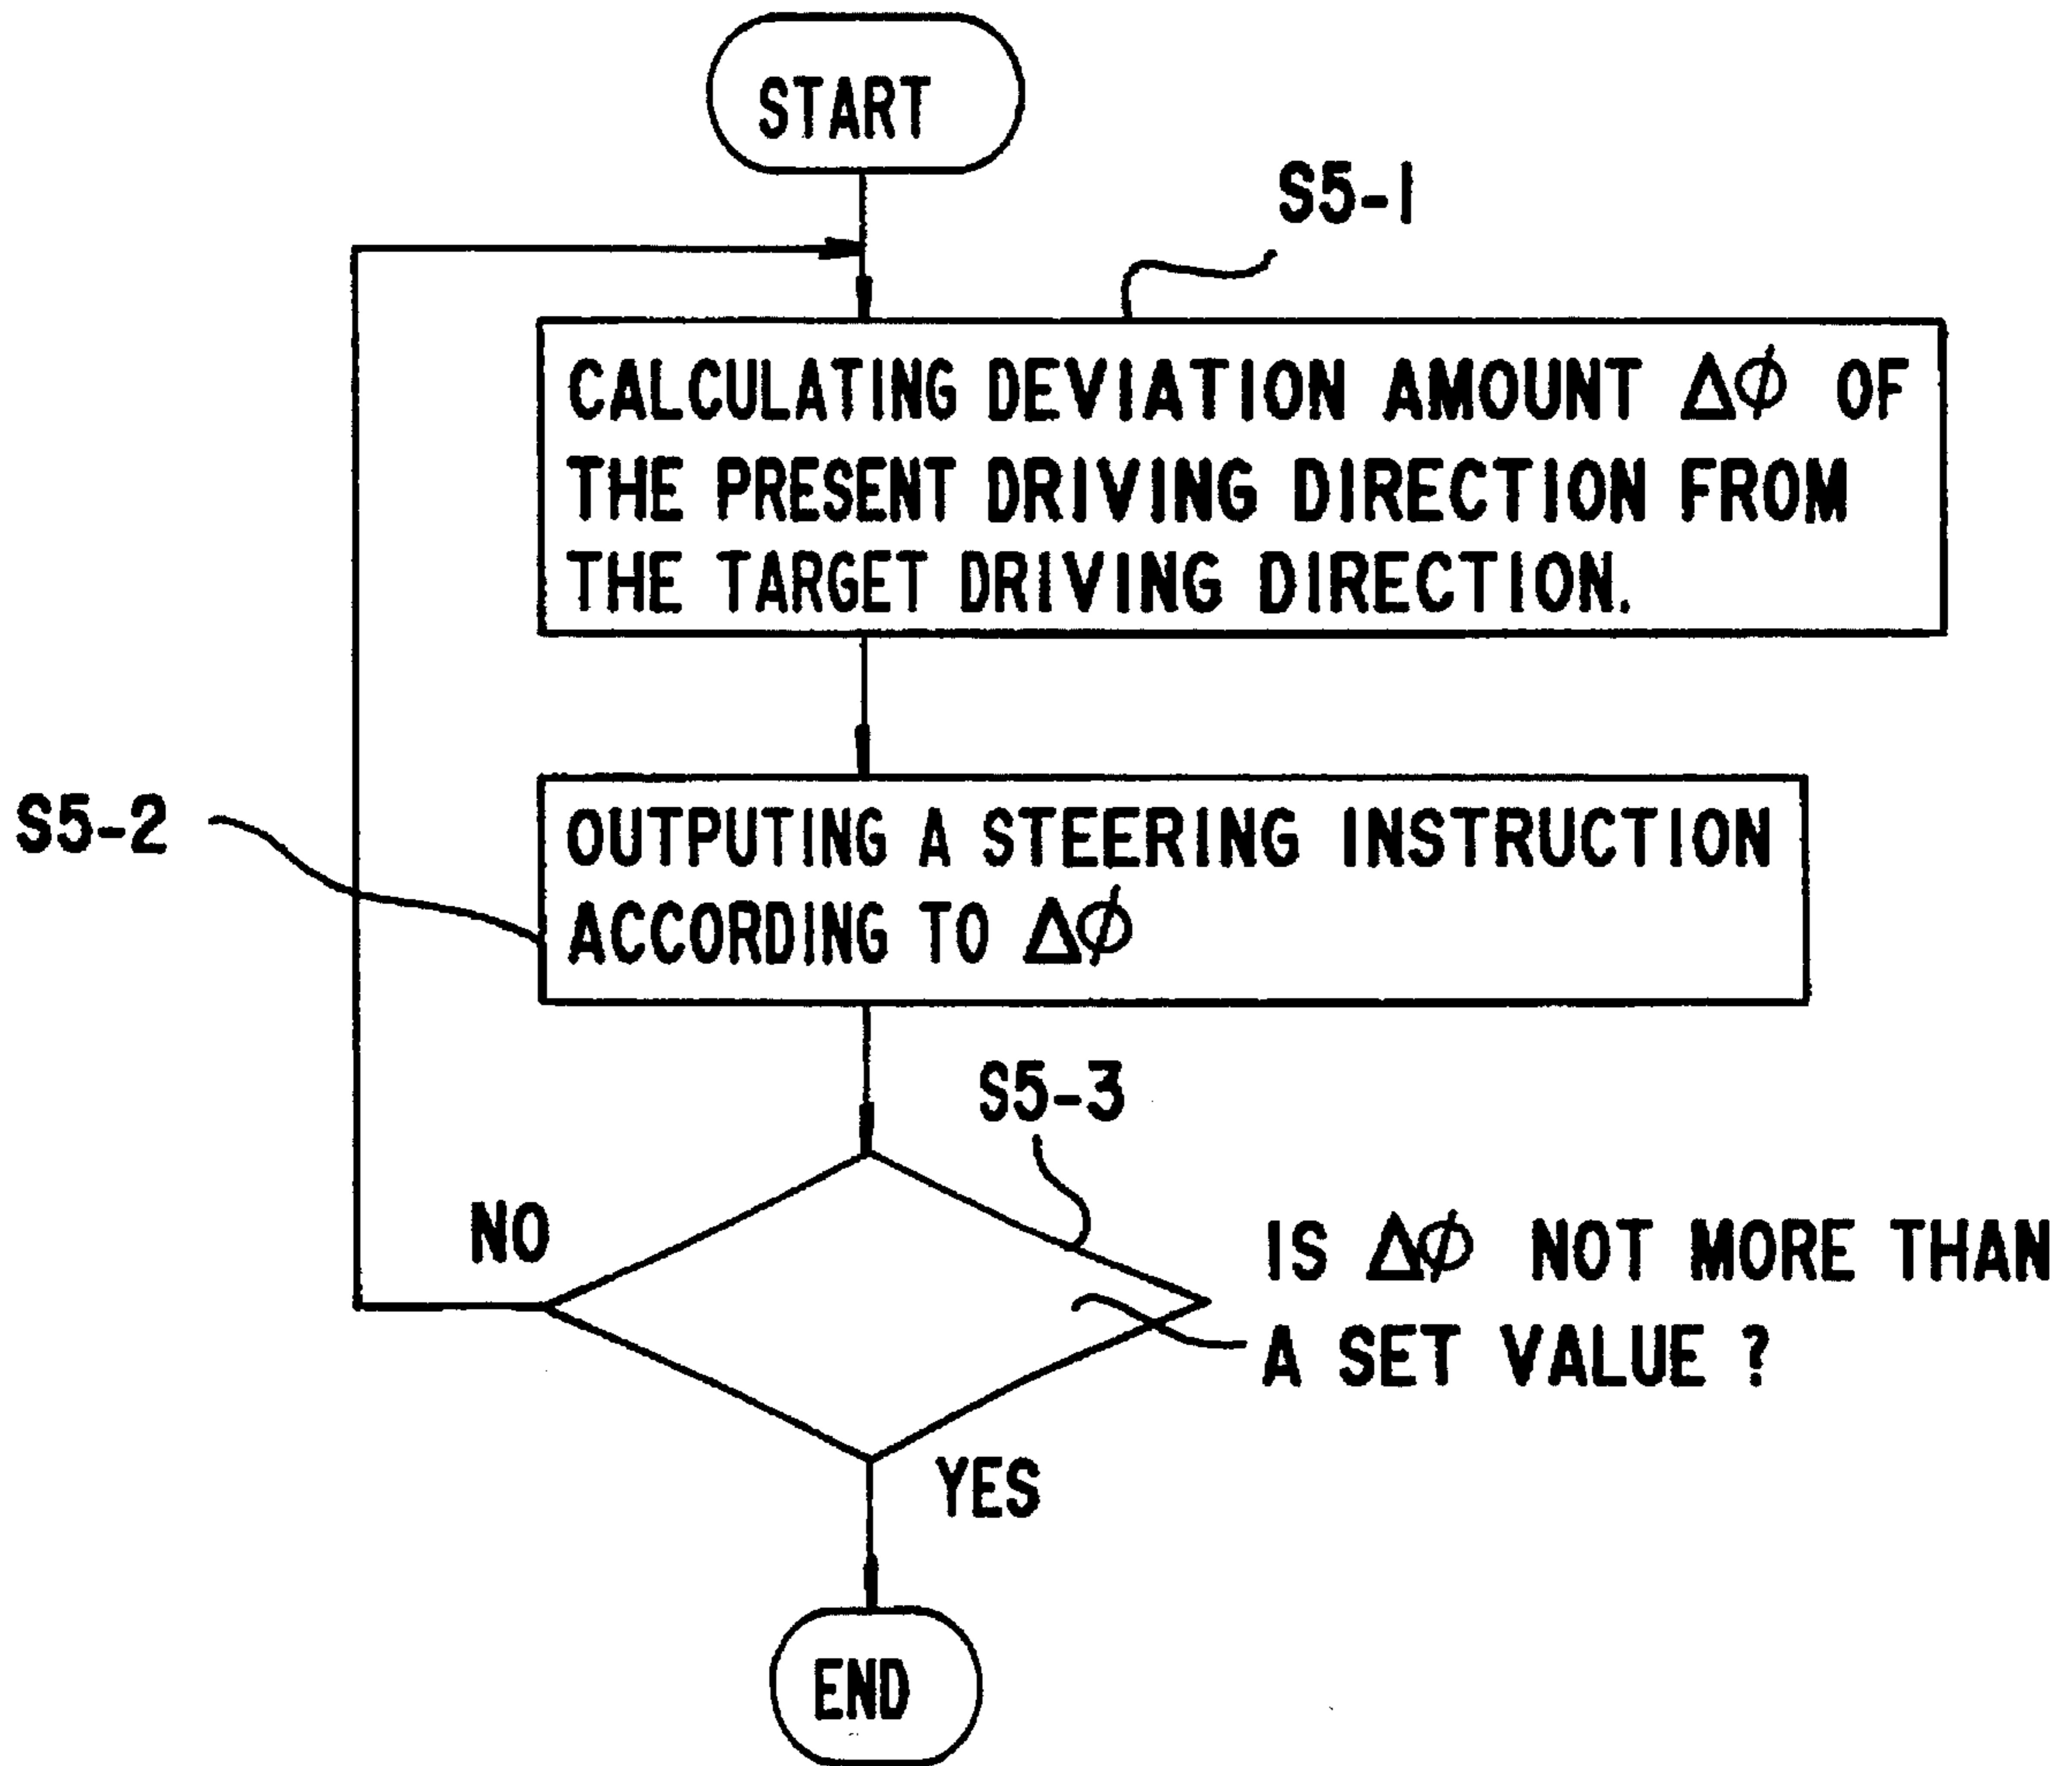 START
S5-1
CALCULATING DEVIATION AMOUNT Δϕ OF
THE PRESENT DRIVING DIRECTION FROM
THE TARGET DRIVING DIRECTION.
S5-2
OUTPUTING A STEERING INSTRUCTION
ACCORDING TO Δϕ
S5-3
NO
IS Δϕ NOT MORE THAN
A SET VALUE ?
YES
END